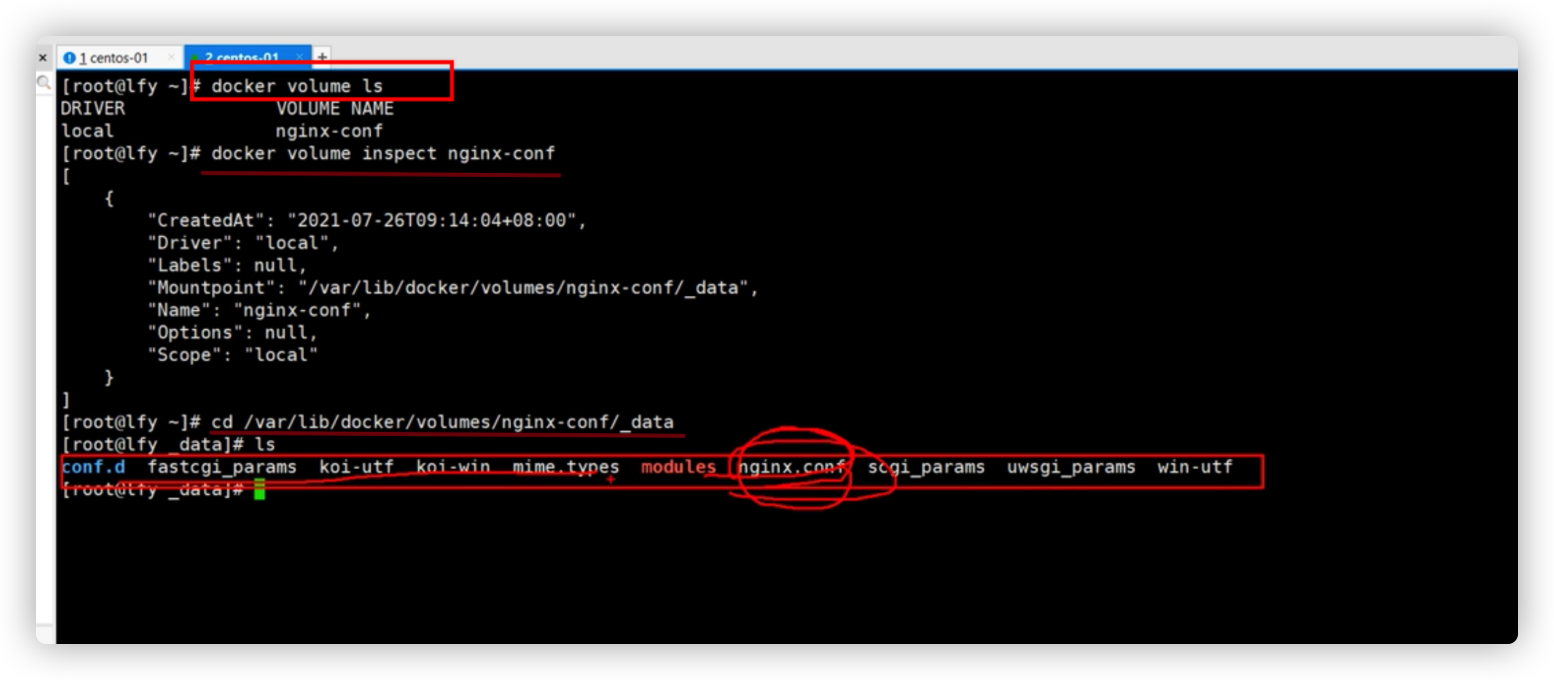 1 centos-01 2 centos-01 +
[root@lfy ~]# docker volume ls
DRIVER              VOLUME NAME
local               nginx-conf
[root@lfy ~]# docker volume inspect nginx-conf
[
    {
        "CreatedAt": "2021-07-26T09:14:04+08:00",
        "Driver": "local",
        "Labels": null,
        "Mountpoint": "/var/lib/docker/volumes/nginx-conf/_data",
        "Name": "nginx-conf",
        "Options": null,
        "Scope": "local"
    }
]
[root@lfy ~]# cd /var/lib/docker/volumes/nginx-conf/_data
[root@lfy _data]# ls
conf.d  fastcgi_params  koi-utf  koi-win  mime.types  modules  nginx.conf  scgi_params  uwsgi_params  win-utf
[root@lfy _data]#